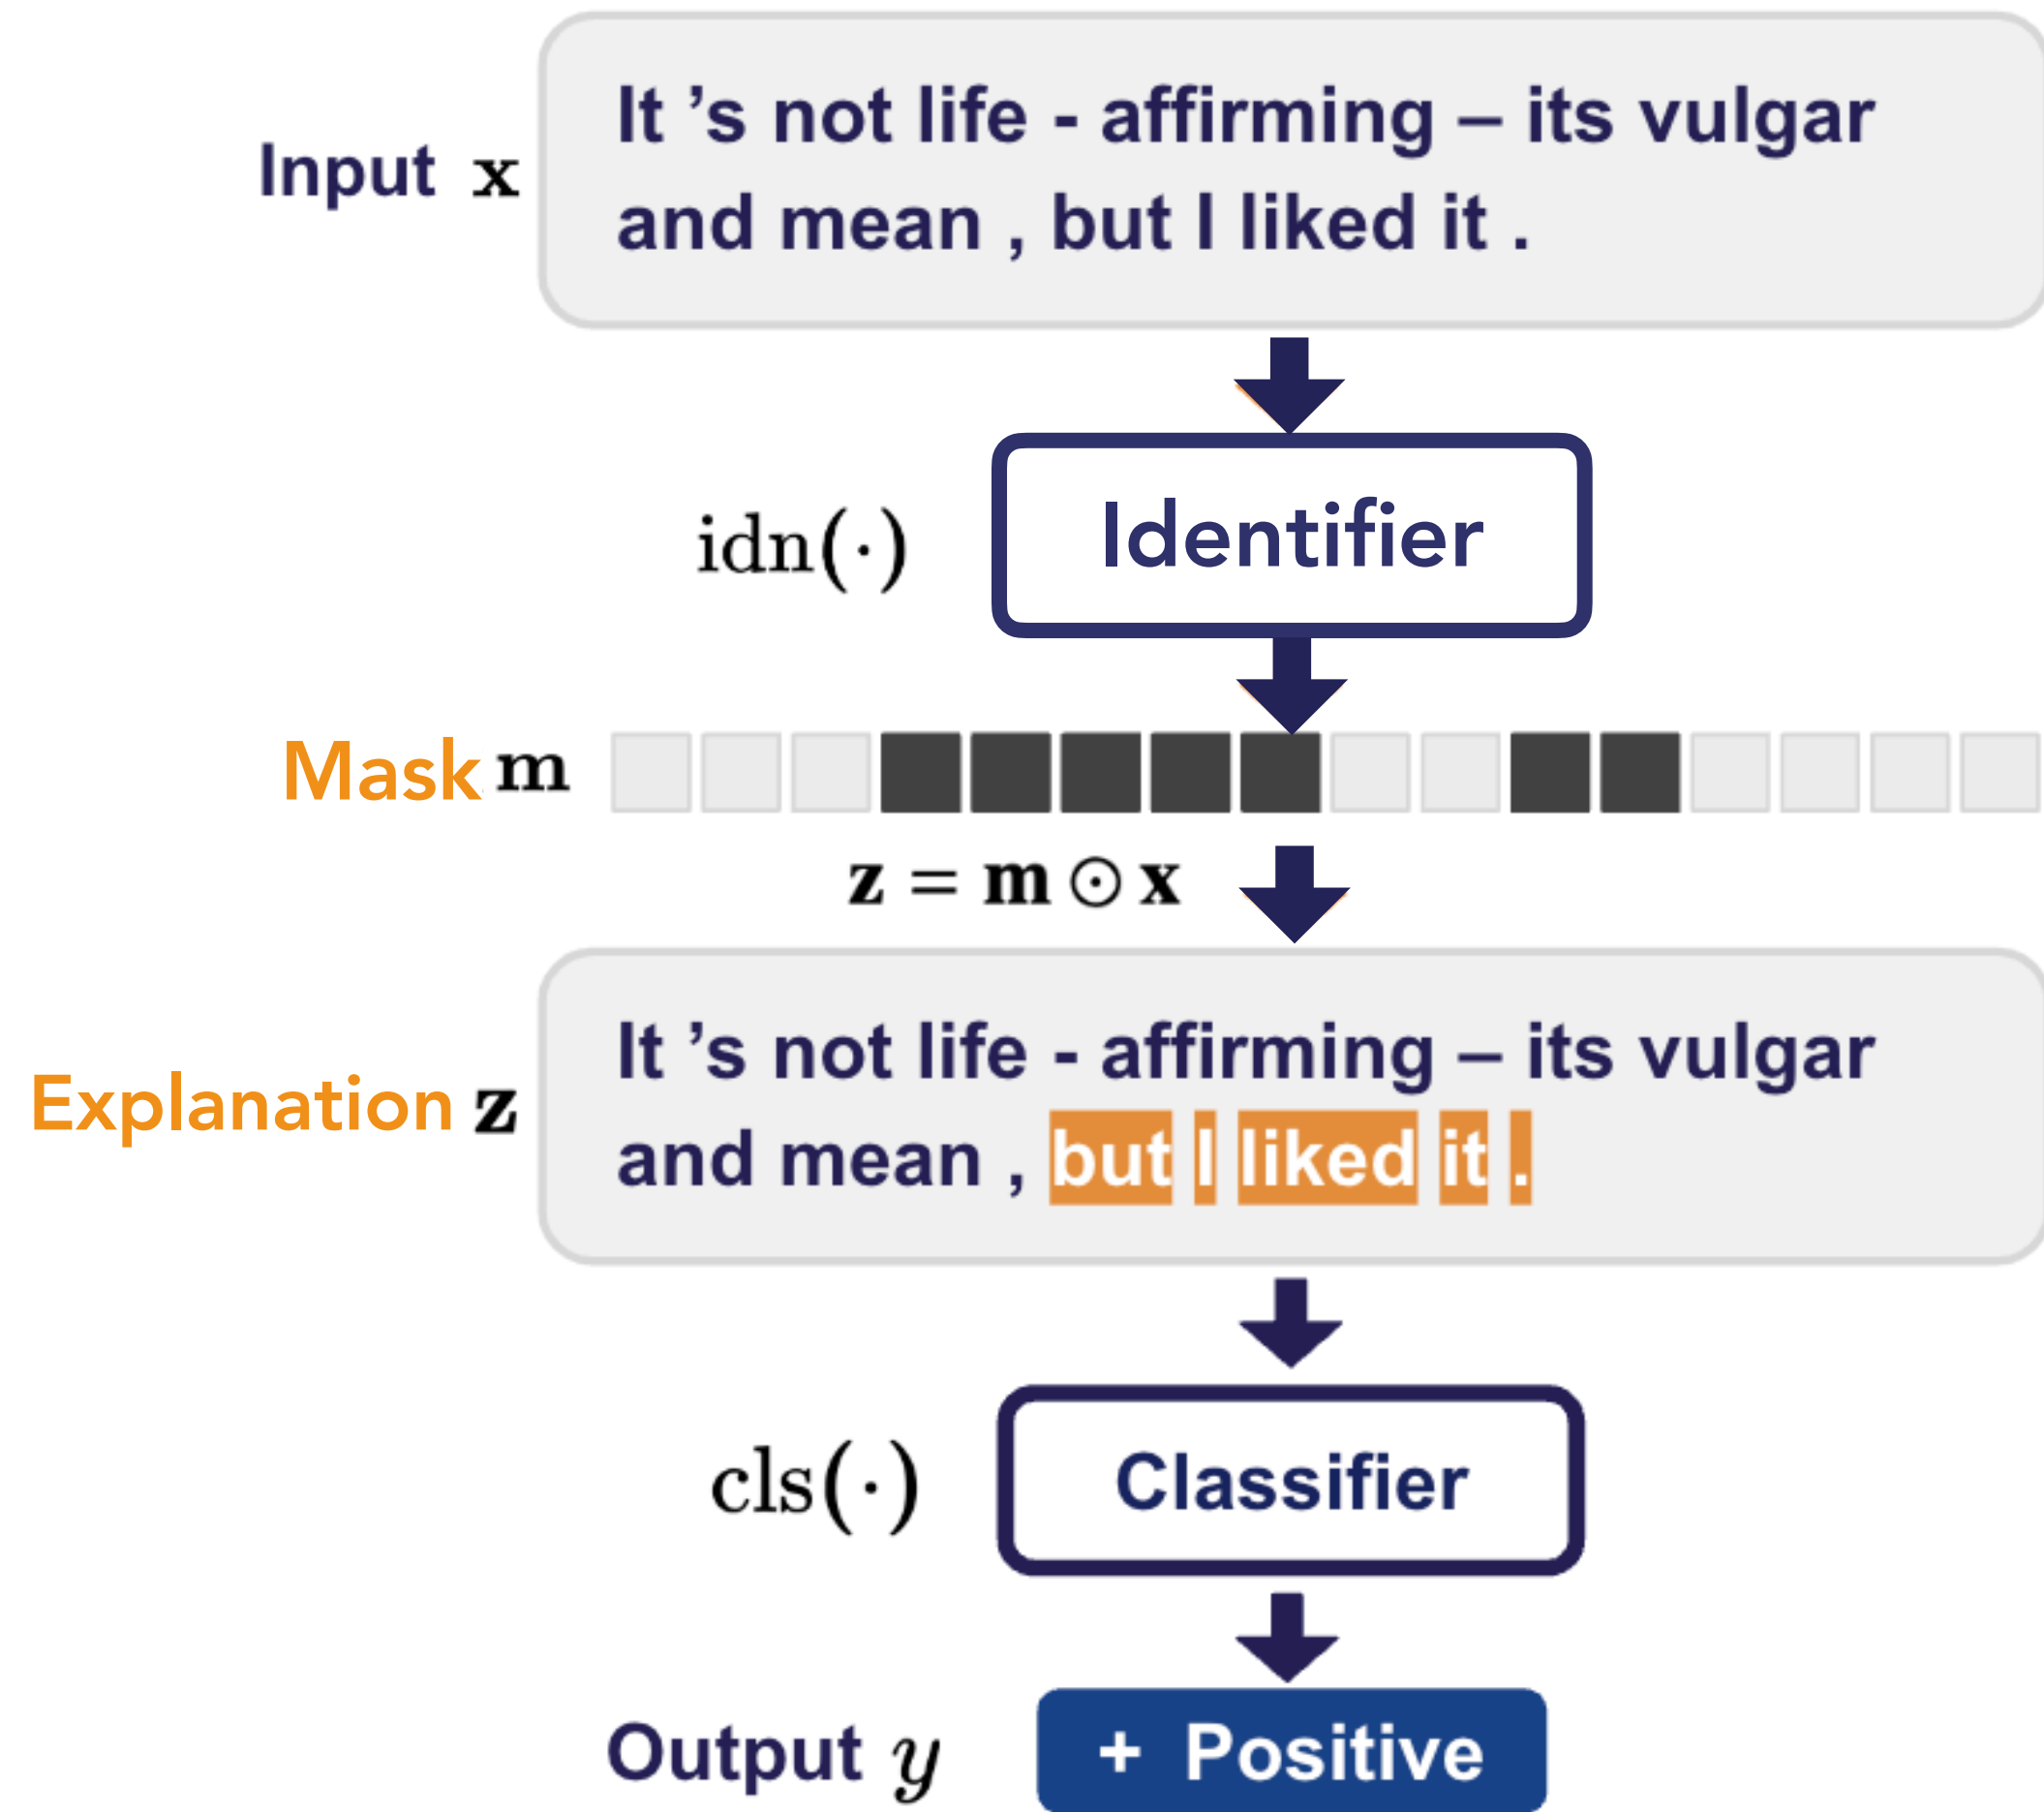 It 's not life - affirming – its vulgar
Input x
and mean , but I liked it .
idn(·)
Identifier
Mask m
z = m ⊙ x
It 's not life - affirming – its vulgar
Explanation z
and mean , but I liked it .
cls(·)
Classifier
Output y
+ Positive